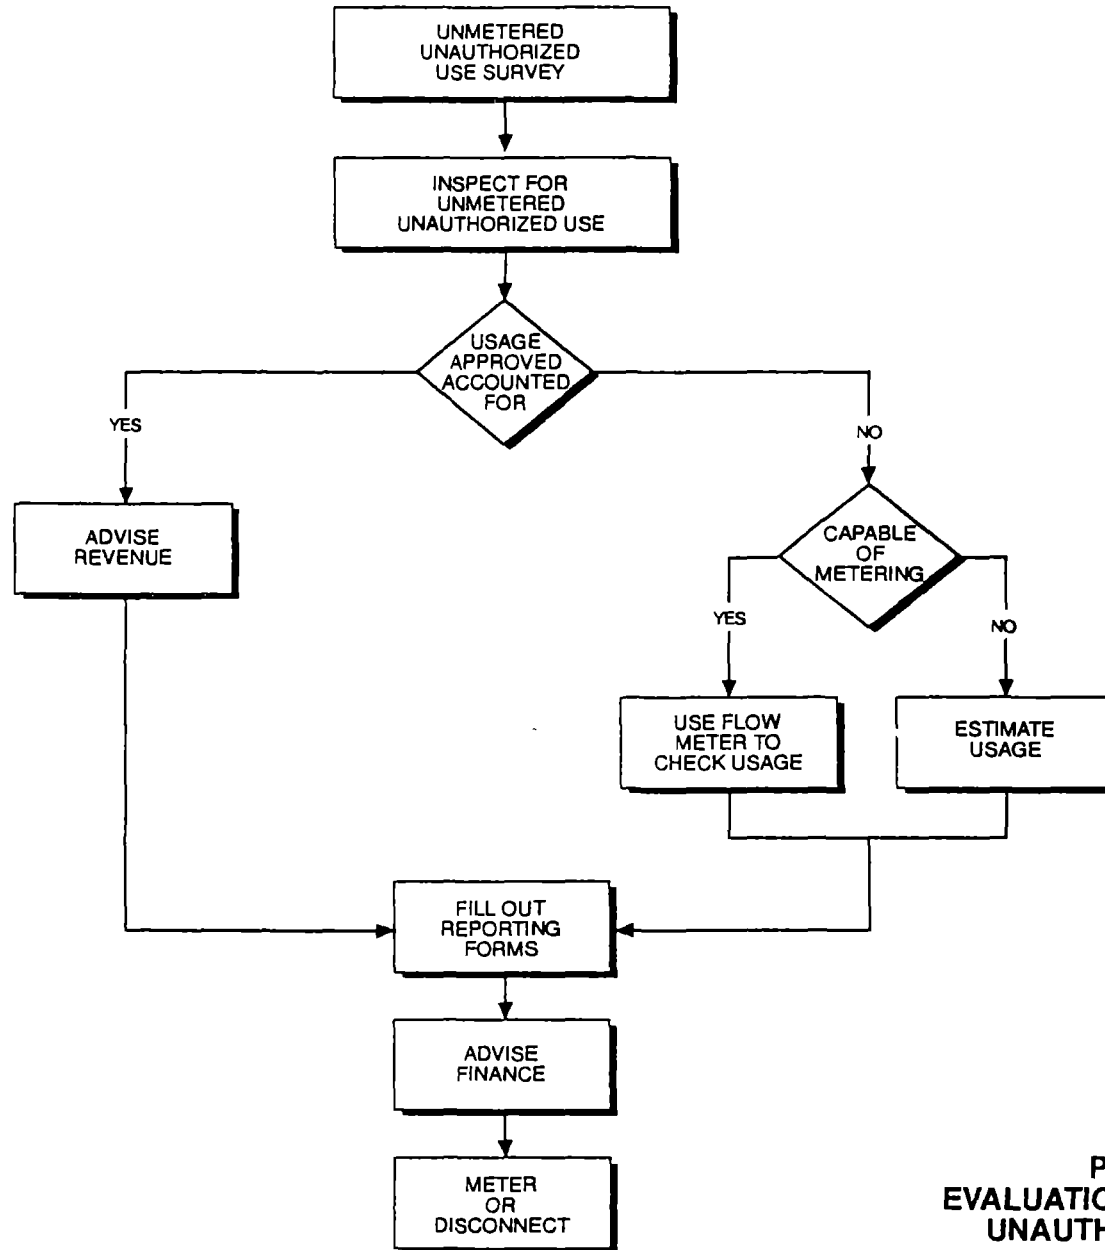 UNMETERED
UNAUTHORIZED
USE SURVEY
INSPECT FOR
UNMETERED
UNAUTHORIZED USE
USAGE
APPROVED
ACCOUNTED
FOR
YES
NO
ADVISE
REVENUE
CAPABLE
OF
METERING
YES
NO
USE FLOW
METER TO
CHECK USAGE
ESTIMATE
USAGE
FILL OUT
REPORTING
FORMS
ADVISE
FINANCE
METER
OR
DISCONNECT